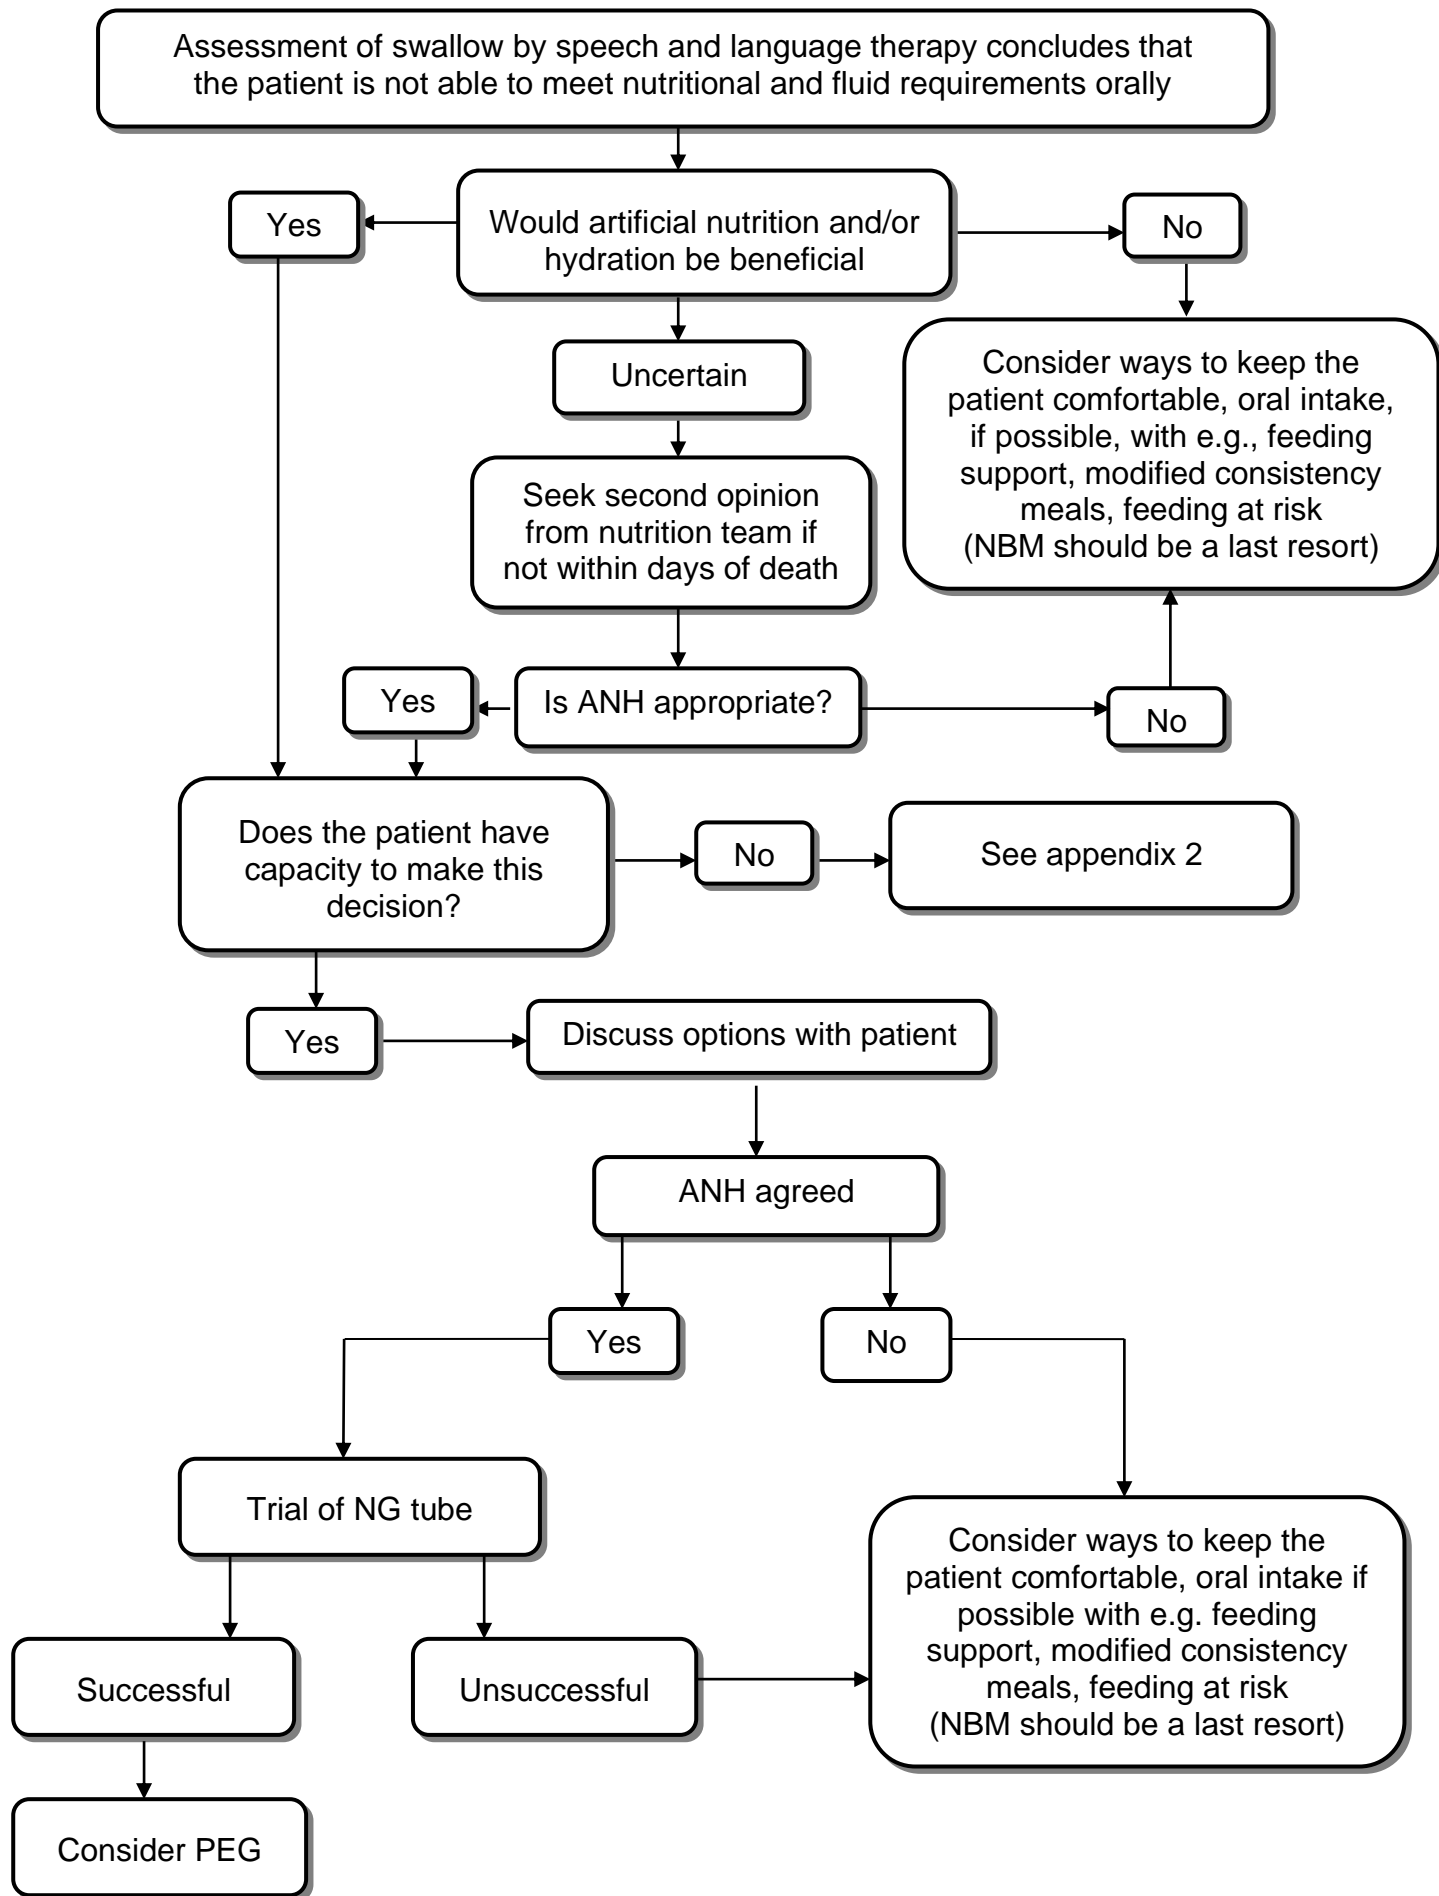 Assessment of swallow by speech and language therapy concludes that
the patient is not able to meet nutritional and fluid requirements orally
Yes
Would artificial nutrition and/or
hydration be beneficial
No
Uncertain
Consider ways to keep the
patient comfortable, oral intake,
if possible, with e.g., feeding
support, modified consistency
meals, feeding at risk
(NBM should be a last resort)
Seek second opinion
from nutrition team if
not within days of death
Yes
Is ANH appropriate?
No
Does the patient have
capacity to make this
decision?
No
See appendix 2
Yes
Discuss options with patient
ANH agreed
Yes
No
Trial of NG tube
Consider ways to keep the
patient comfortable, oral intake if
possible with e.g. feeding
support, modified consistency
meals, feeding at risk
(NBM should be a last resort)
Successful
Unsuccessful
Consider PEG